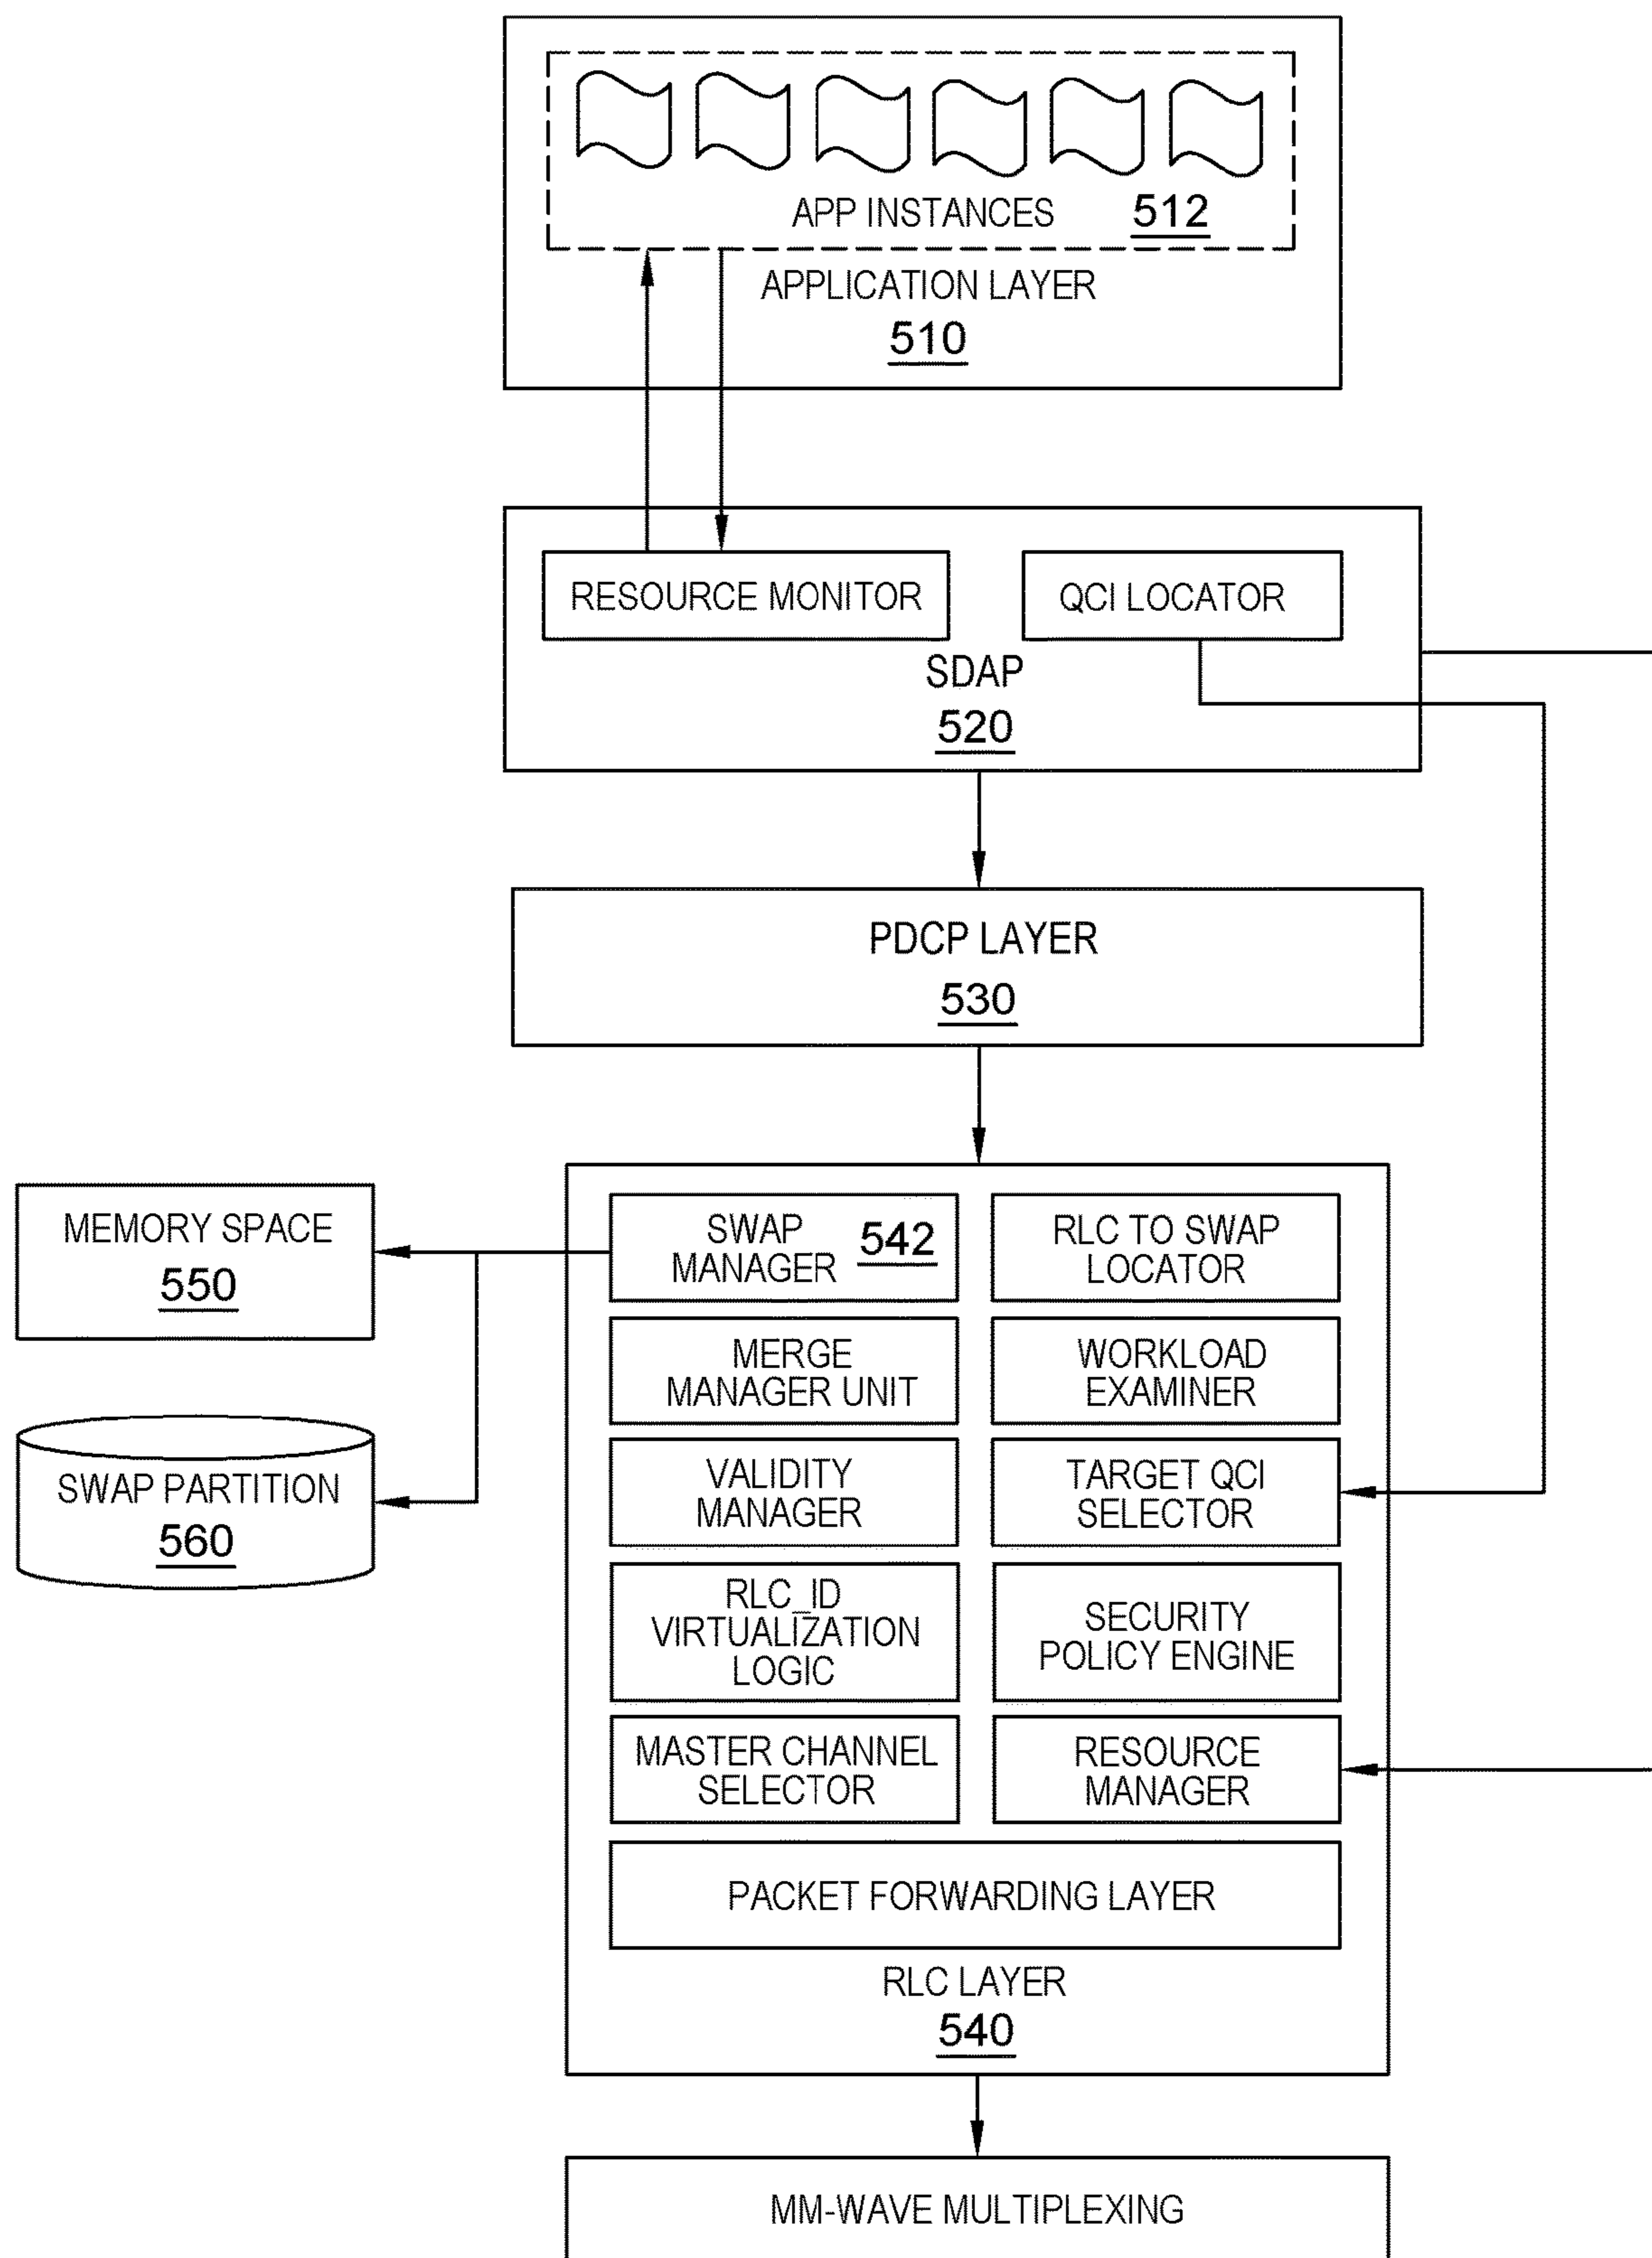 APP INSTANCES 512
APPLICATION LAYER
510
RESOURCE MONITOR
QCI LOCATOR
SDAP
520
PDCP LAYER
530
MEMORY SPACE
550
SWAP PARTITION
560
SWAP
MANAGER
542
RLC TO SWAP
LOCATOR
MERGE
MANAGER UNIT
WORKLOAD
EXAMINER
VALIDITY
MANAGER
TARGET QCI
SELECTOR
RLC_ID
VIRTUALIZATION
LOGIC
SECURITY
POLICY ENGINE
MASTER CHANNEL
SELECTOR
RESOURCE
MANAGER
PACKET FORWARDING LAYER
RLC LAYER
540
MM-WAVE MULTIPLEXING